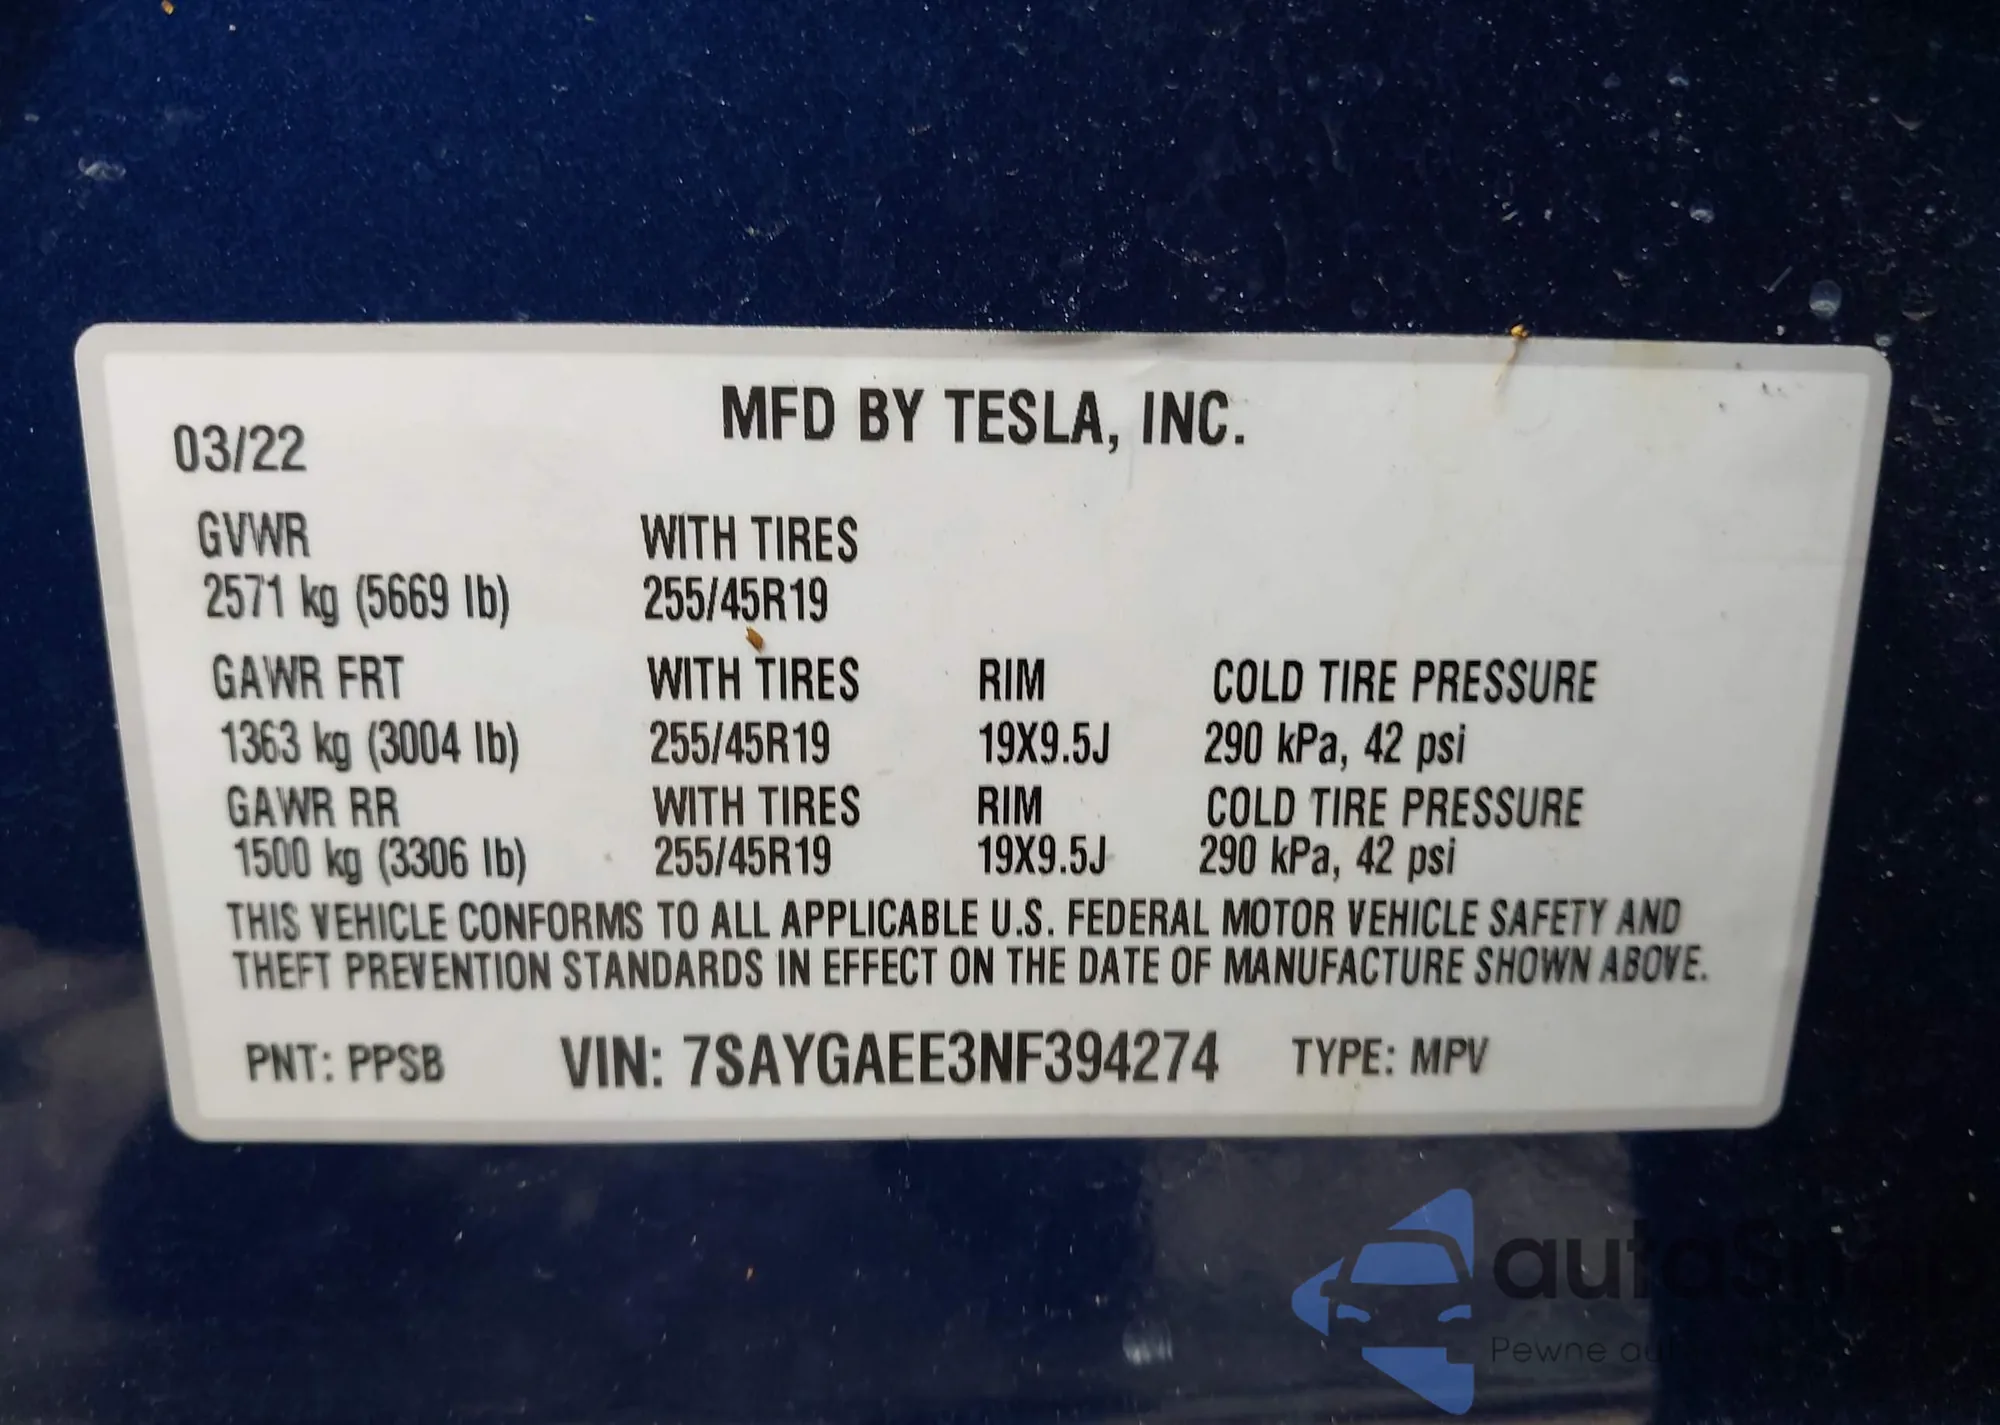 MFD BY TESLA, INC.
03/22
GVWR WITH TIRES
2571 kg (5669 lb) 255/45R19
GAWR FRT WITH TIRES RIM COLD TIRE PRESSURE
1363 kg (3004 lb) 255/45R19 19X9.5J 290 kPa, 42 psi
GAWR RR WITH TIRES RIM COLD TIRE PRESSURE
1500 kg (3306 lb) 255/45R19 19X9.5J 290 kPa, 42 psi
THIS VEHICLE CONFORMS TO ALL APPLICABLE U.S. FEDERAL MOTOR VEHICLE SAFETY AND
THEFT PREVENTION STANDARDS IN EFFECT ON THE DATE OF MANUFACTURE SHOWN ABOVE.
PNT: PPSB VIN: 7SAYGAEE3NF394274 TYPE: MPV
autaSnap
Pewne